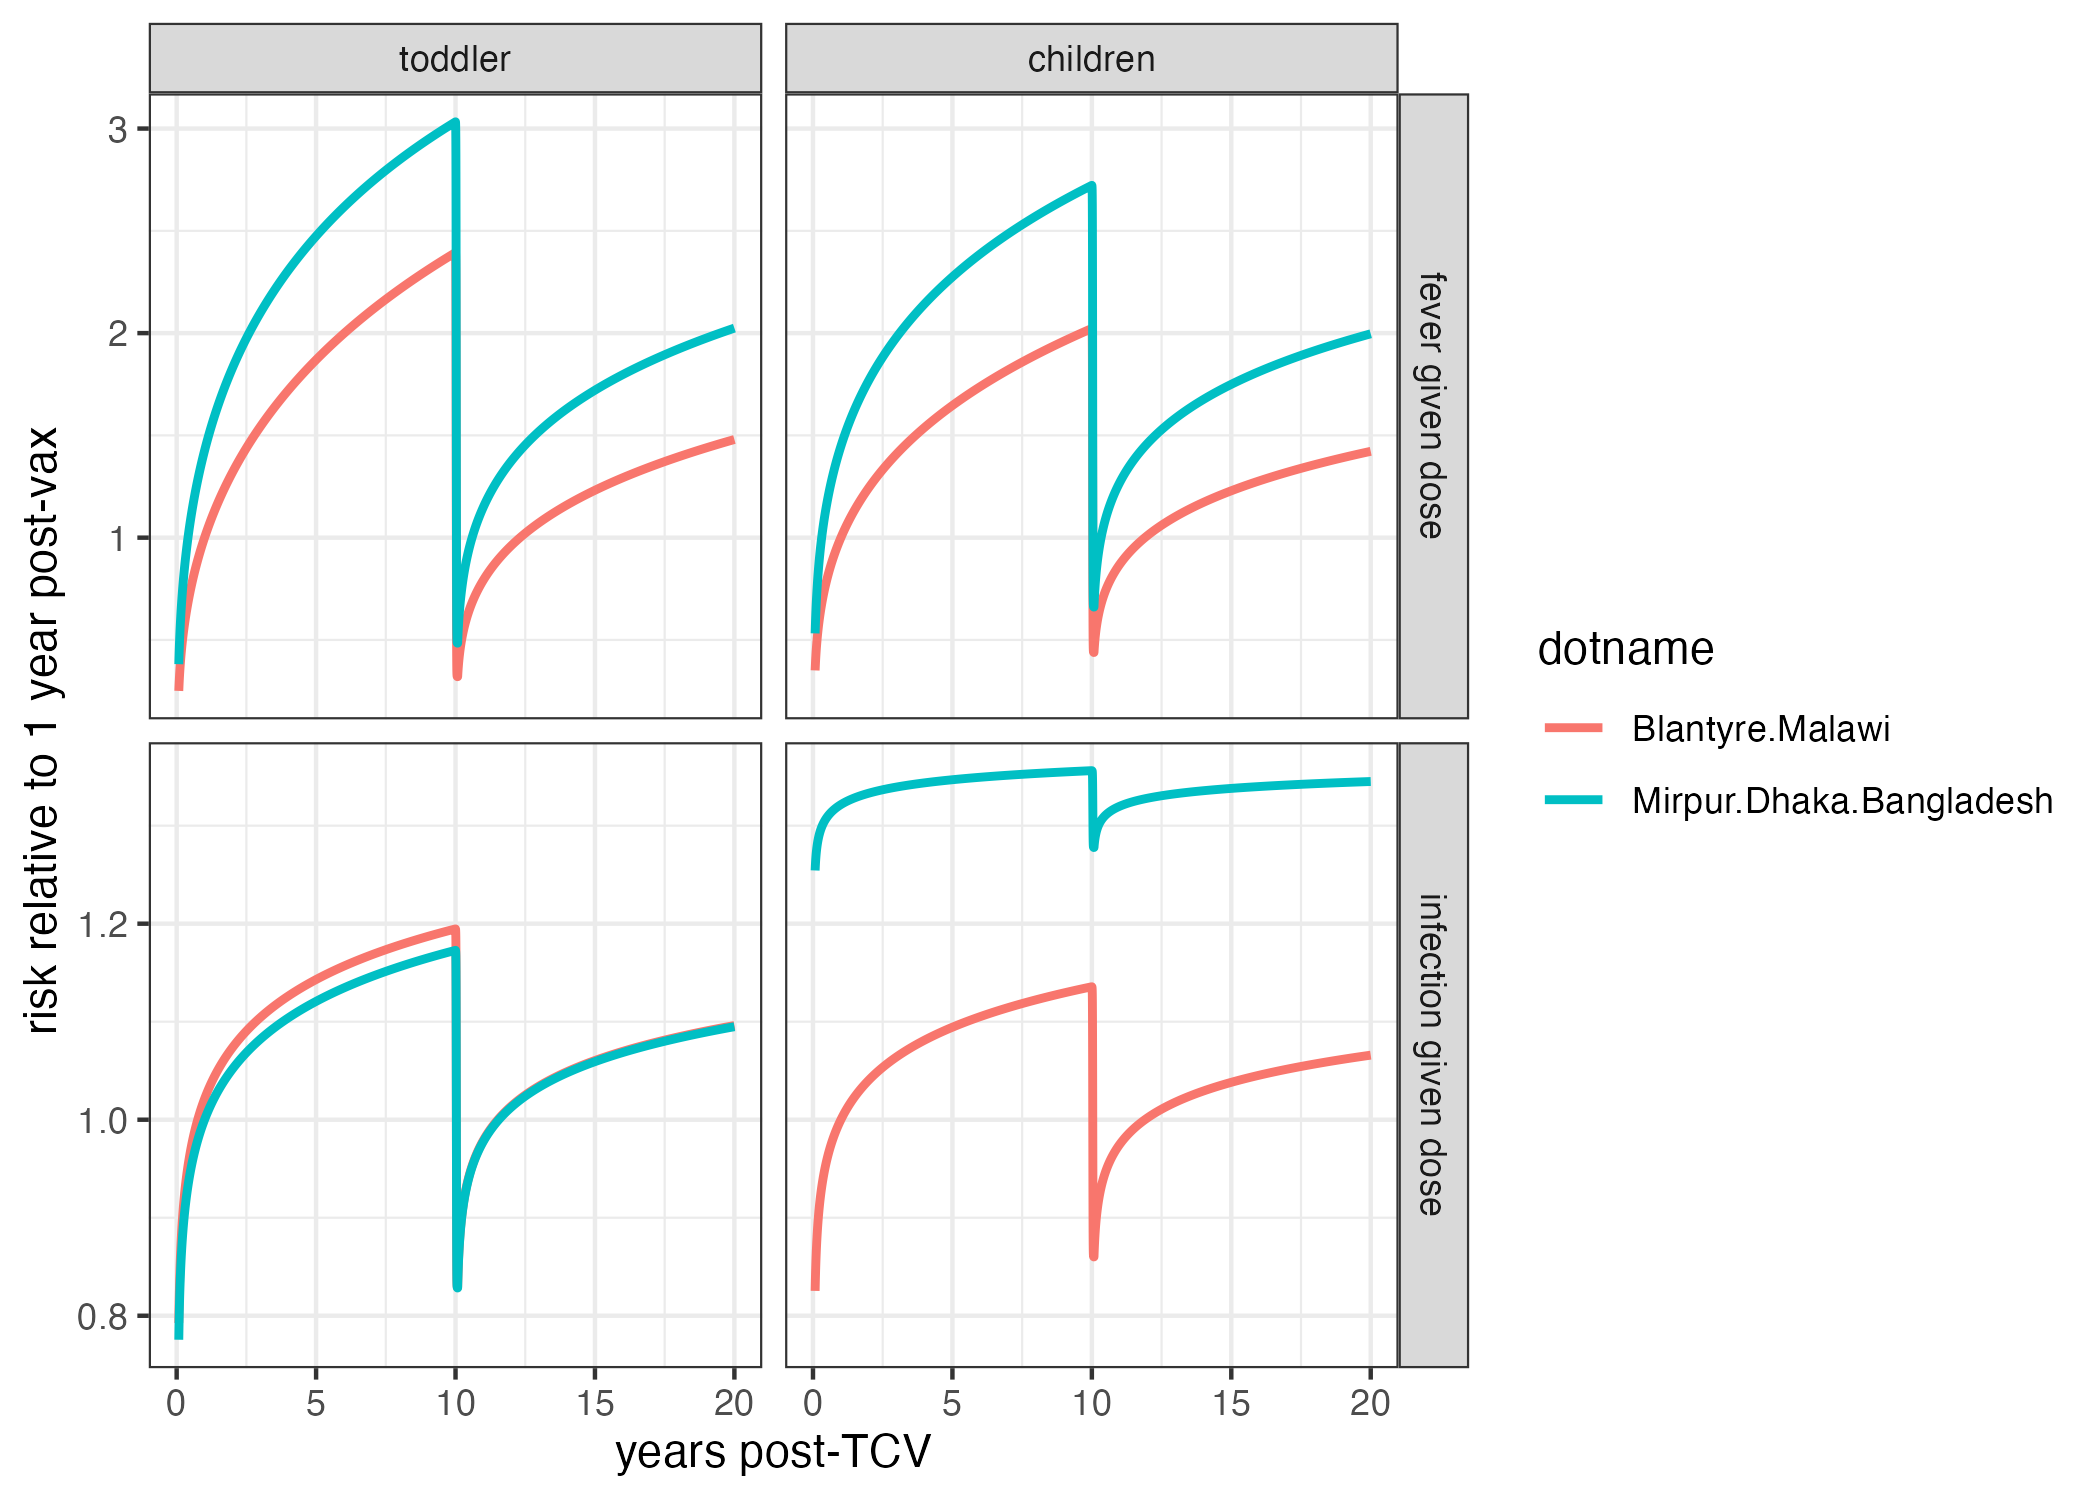 toddler
children
3
2
1
fever given dose
1.2
1.0
0.8
infection given dose
0
5
10
15
20
0
5
10
15
20
years post-TCV
risk relative to 1 year post-vax
dotname
Blantyre.Malawi
Mirpur.Dhaka.Bangladesh